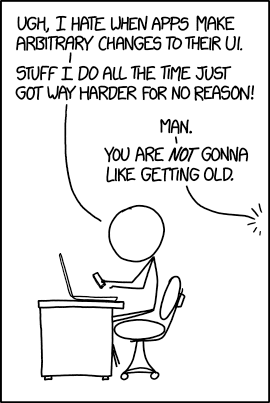 UGH, I HATE WHEN APPS MAKE
ARBITRARY CHANGES TO THEIR UI.
STUFF I DO ALL THE TIME JUST
GOT WAY HARDER FOR NO REASON!
MAN.
YOU ARE NOT GONNA
LIKE GETTING OLD.